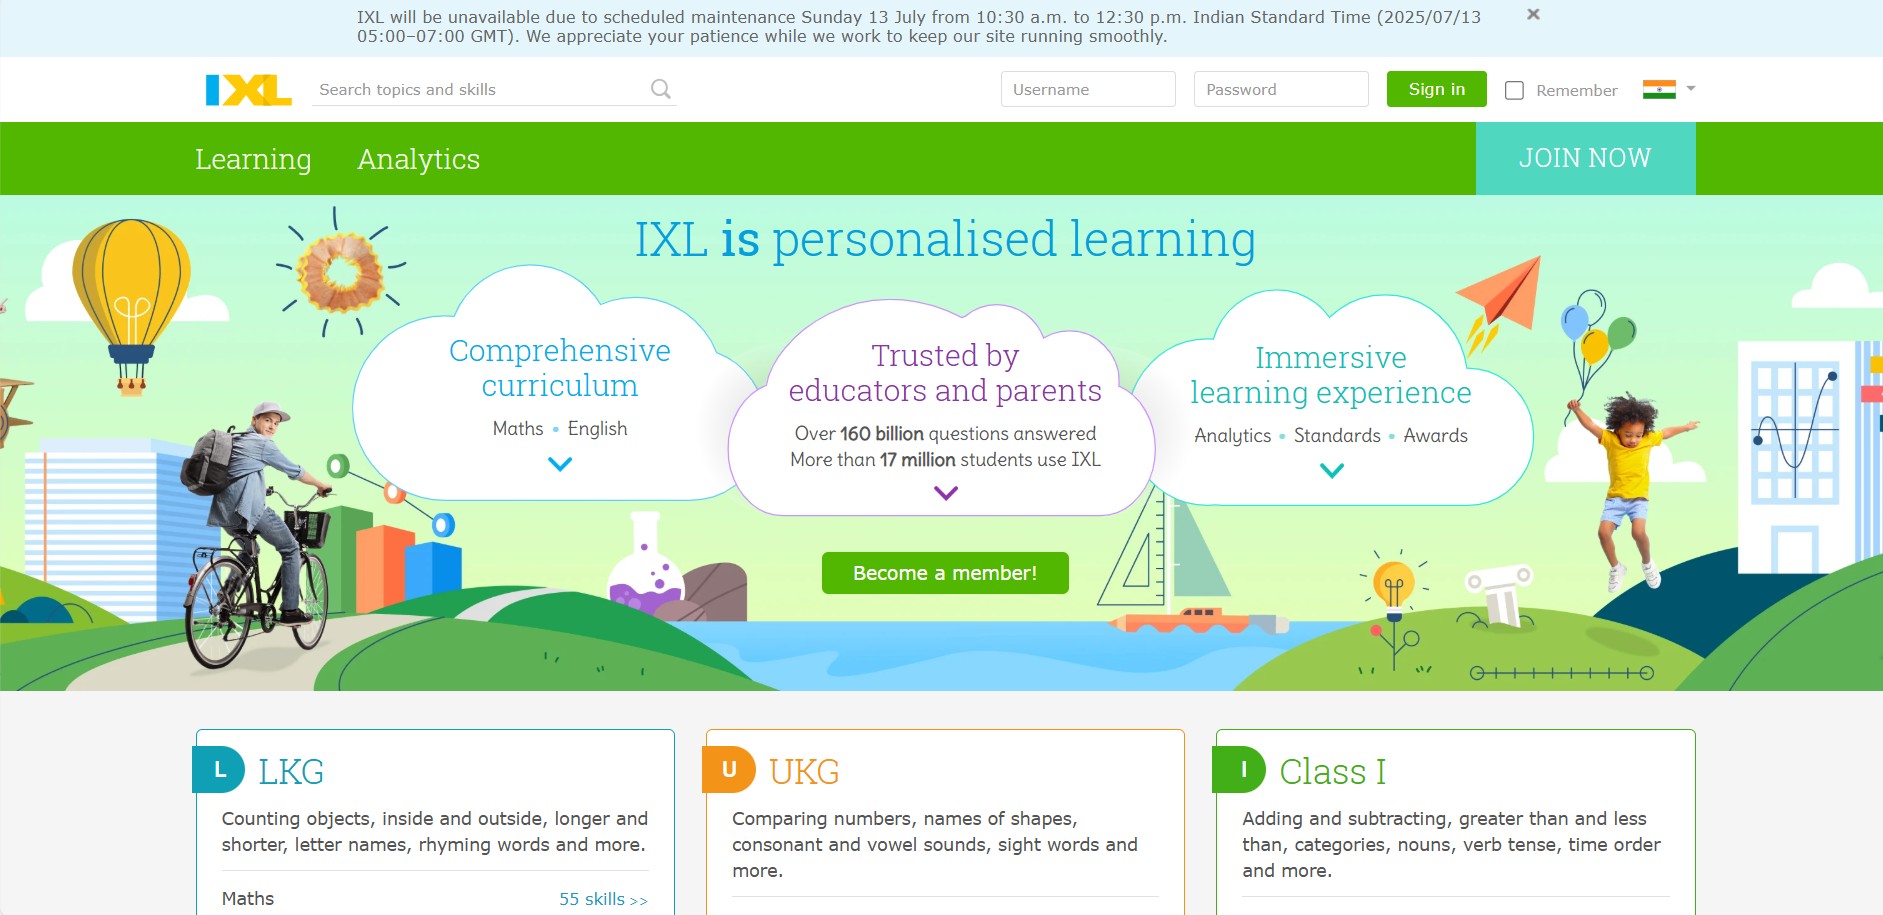 IXL will be unavailable due to scheduled maintenance Sunday 13 July from 10:30 a.m. to 12:30 p.m. Indian Standard Time (2025/07/13
05:00–07:00 GMT). We appreciate your patience while we work to keep our site running smoothly.
IXL
Search topics and skills
Username
Password
Sign in
Remember
Learning
Analytics
JOIN NOW
IXL is personalised learning
Comprehensive
curriculum
Maths • English
Trusted by
educators and parents
Over 160 billion questions answered
More than 17 million students use IXL
Immersive
learning experience
Analytics • Standards • Awards
Become a member!
L
LKG
Counting objects, inside and outside, longer and
shorter, letter names, rhyming words and more.
Maths
55 skills >>
U
UKG
Comparing numbers, names of shapes,
consonant and vowel sounds, sight words and
more.
I
Class I
Adding and subtracting, greater than and less
than, categories, nouns, verb tense, time order
and more.